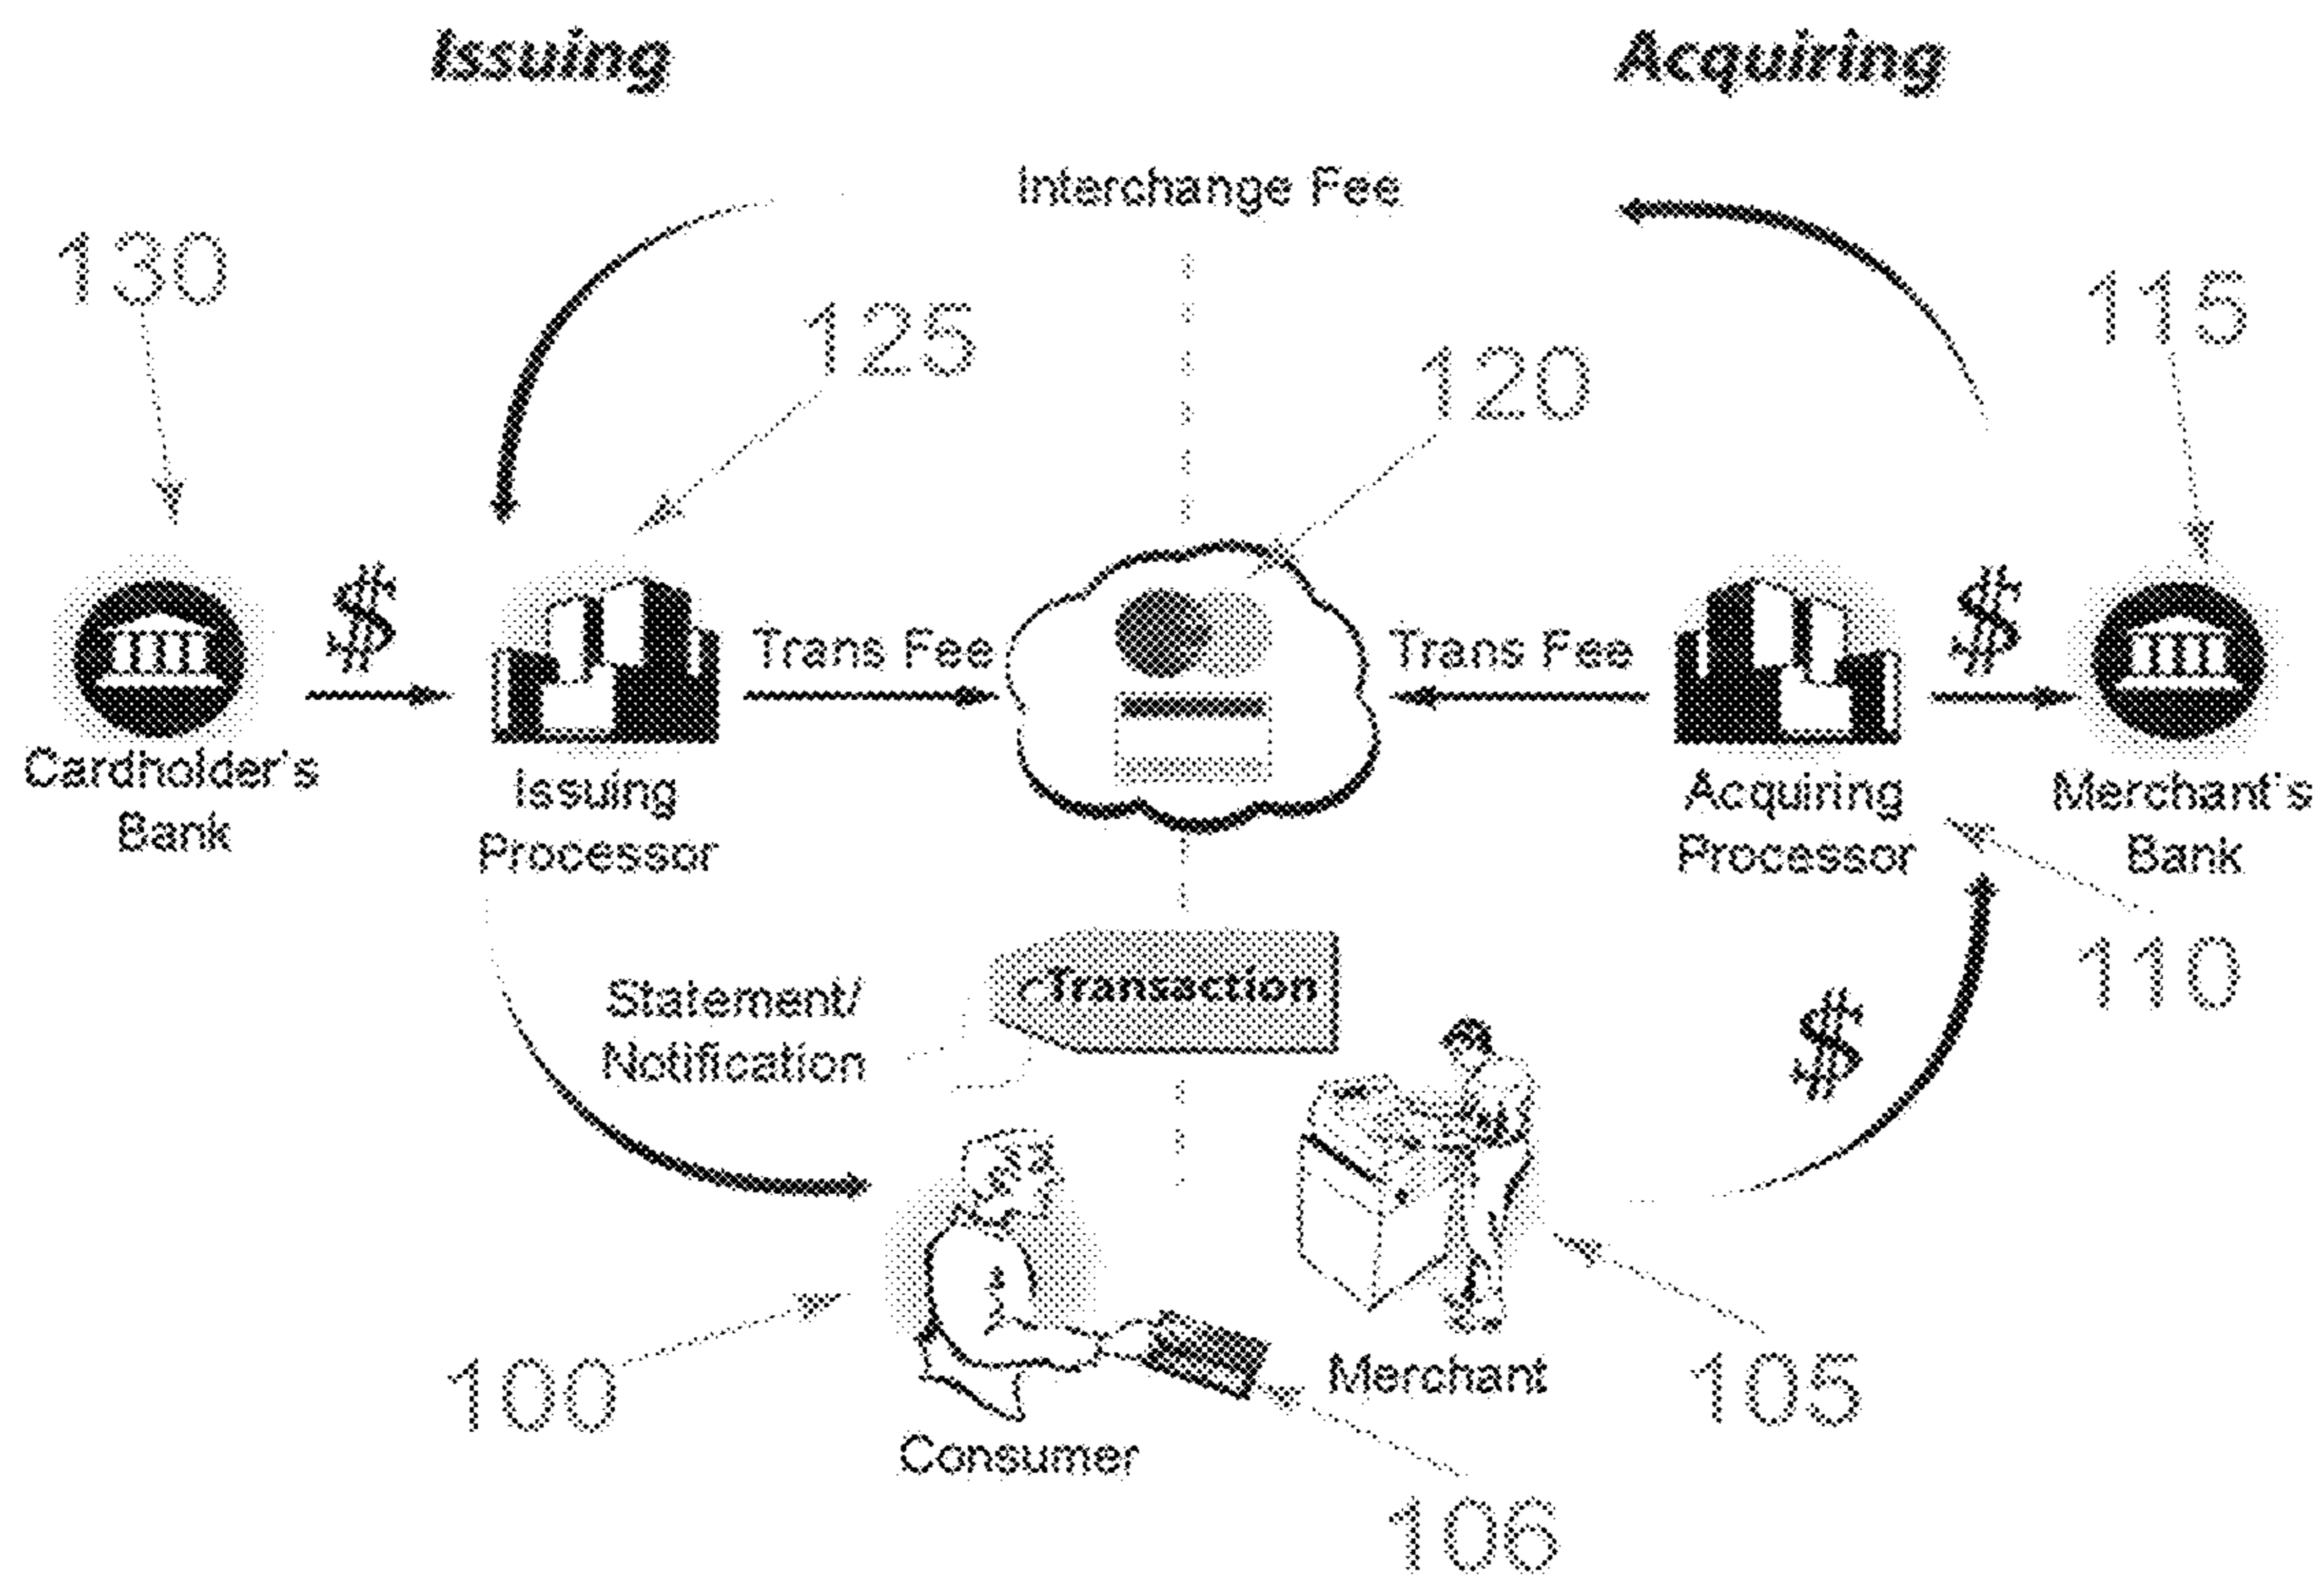 Issuing
Acquiring
Interchange Fee
130
125
120
115
$
Trans Fee
Trans Fee
$
Cardholder's
Bank
Issuing
Processor
Acquiring
Processor
Merchant's
Bank
110
Statement/
Notification
Transaction
$
100
Consumer
Merchant
105
106